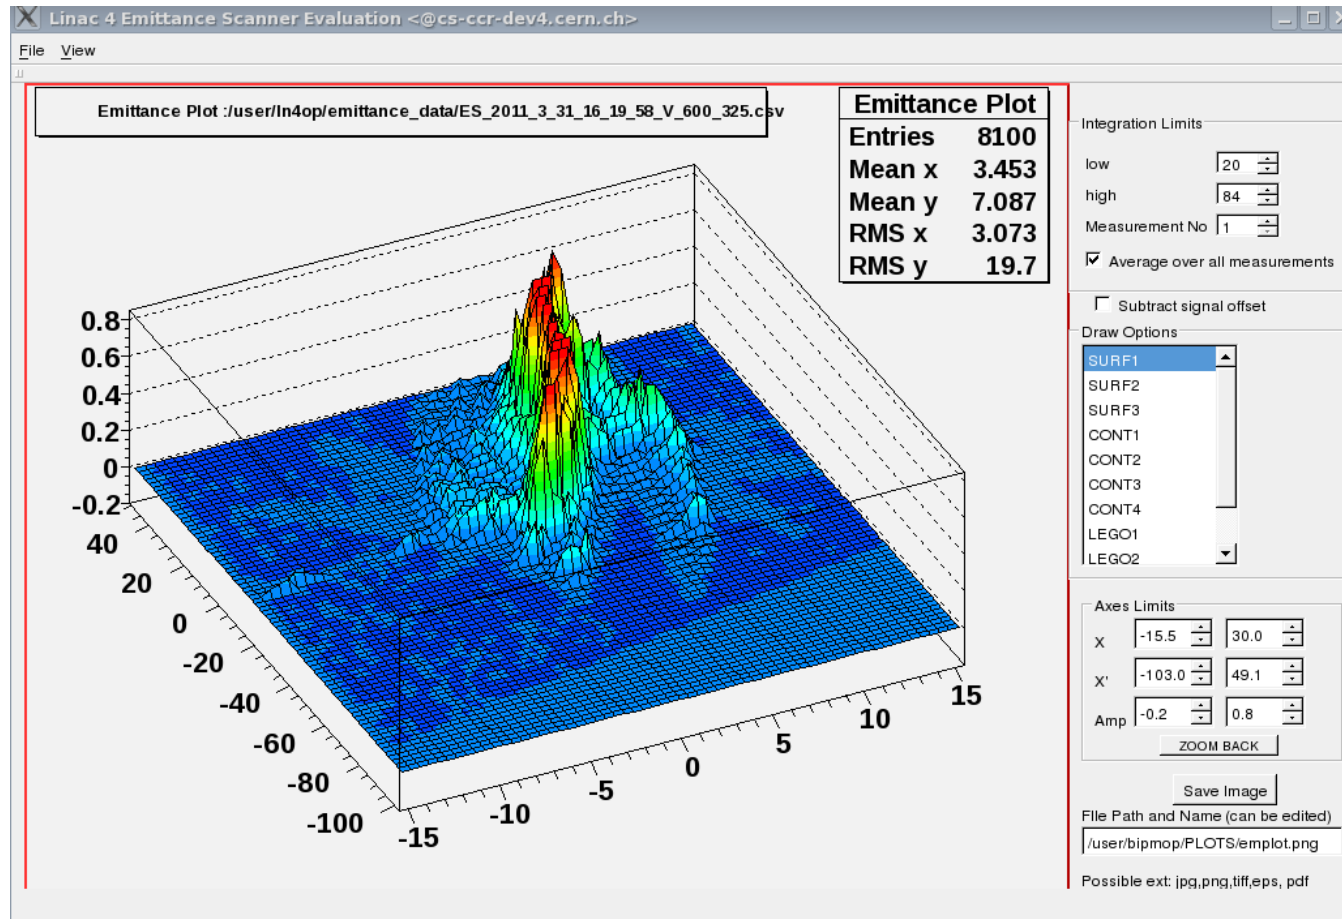 Linac 4 Emittance Scanner Evaluation <@cs-ccr-dev4.cern.ch>
File View
Emittance Plot :/user/ln4op/emittance_data/ES_2011_3_31_16_19_58_V_600_325.csv
Emittance Plot
Entries 8100
Mean x 3.453
Mean y 7.087
RMS x 3.073
RMS y 19.7
0.8
0.6
0.4
0.2
0
-0.2
40
20
0
-20
-40
-60
-80
-100
-15
-10
-5
0
5
10
15
Integration Limits
low 20
high 84
Measurement No 1
Average over all measurements
Subtract signal offset
Draw Options
SURF1
SURF2
SURF3
CONT1
CONT2
CONT3
CONT4
LEGO1
LEGO2
Axes Limits
X -15.5 30.0
X' -103.0 49.1
Amp -0.2 0.8
ZOOM BACK
Save Image
File Path and Name (can be edited)
/user/bipmop/PLOTS/emplot.png
Possible ext: jpg,png,tiff,eps, pdf